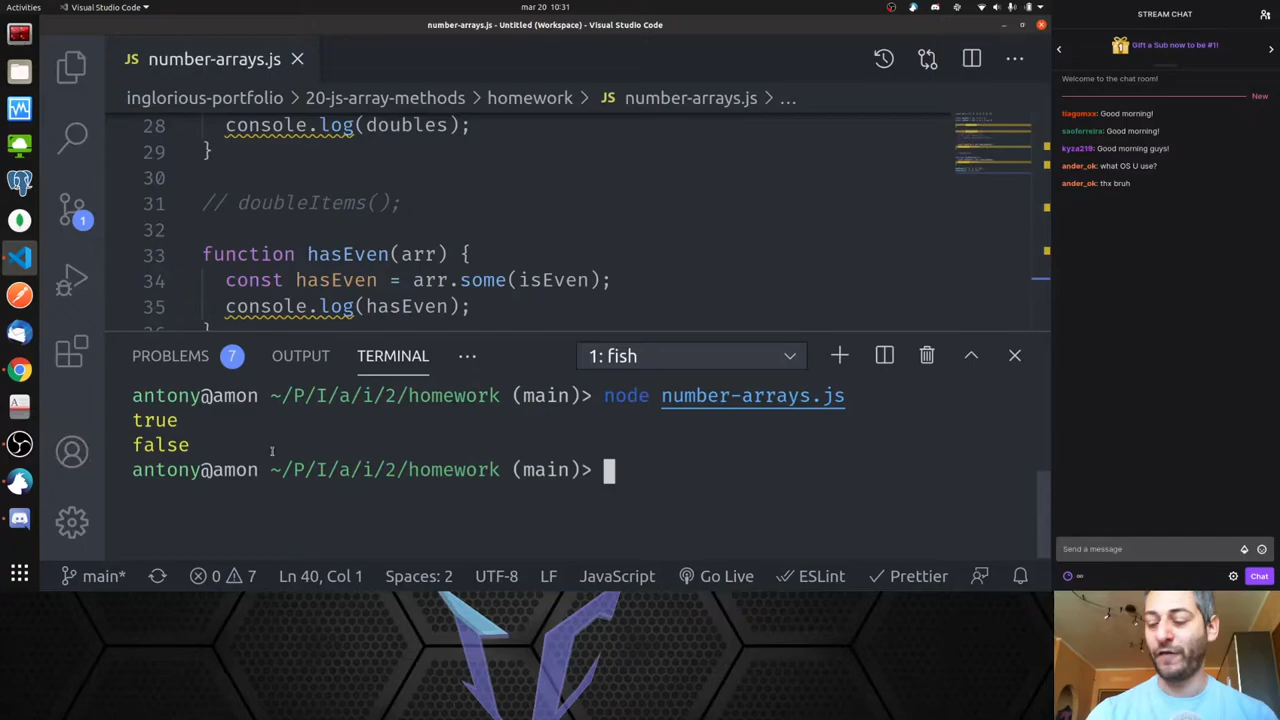 Activities
Visual Studio Code
mar 20 10:31
number-arrays.js - Untitled (Workspace) - Visual Studio Code
JS number-arrays.js
inglorious-portfolio > 20-js-array-methods > homework > JS number-arrays.js > ...
28 console.log(doubles);
29 }
30
31 // doubleItems();
32
33 function hasEven(arr) {
34 const hasEven = arr.some(isEven);
35 console.log(hasEven);
1
PROBLEMS 7 OUTPUT TERMINAL ... 1: fish
antony@amon ~/P/I/a/i/2/homework (main)> node number-arrays.js
true
false
antony@amon ~/P/I/a/i/2/homework (main)>
main* 0 7 Ln 40, Col 1 Spaces: 2 UTF-8 LF JavaScript Go Live ESLint Prettier
STREAM CHAT
1 Gift a Sub now to be #1!
Welcome to the chat room!
New
tiagomxx: Good morning!
saoferreira: Good morning!
kyza219: Good morning guys!
ander_ok: what OS U use?
ander_ok: thx bruh
Send a message
Chat